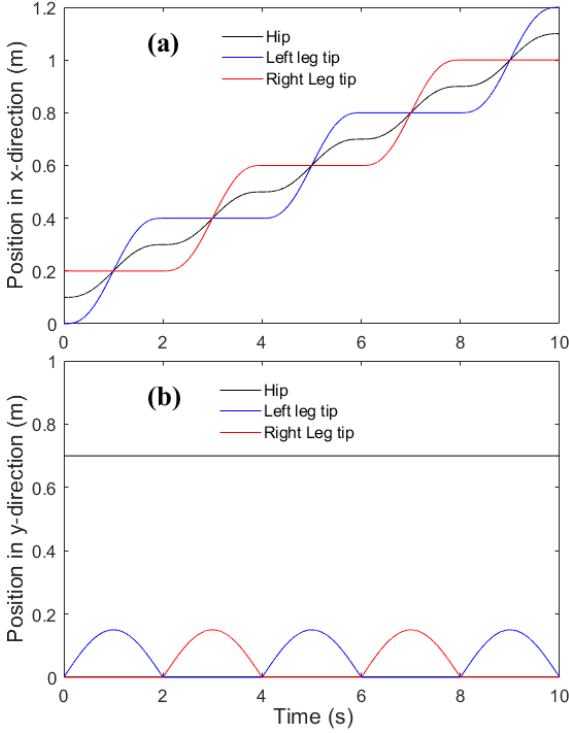 (a)
Hip
Left leg tip
Right Leg tip
Position in x-direction (m)
1.2
1
0.8
0.6
0.4
0.2
0
0 2 4 6 8 10
(b)
Hip
Left leg tip
Right Leg tip
Position in y-direction (m)
1
0.8
0.6
0.4
0.2
0
0 2 4 6 8 10
Time (s)